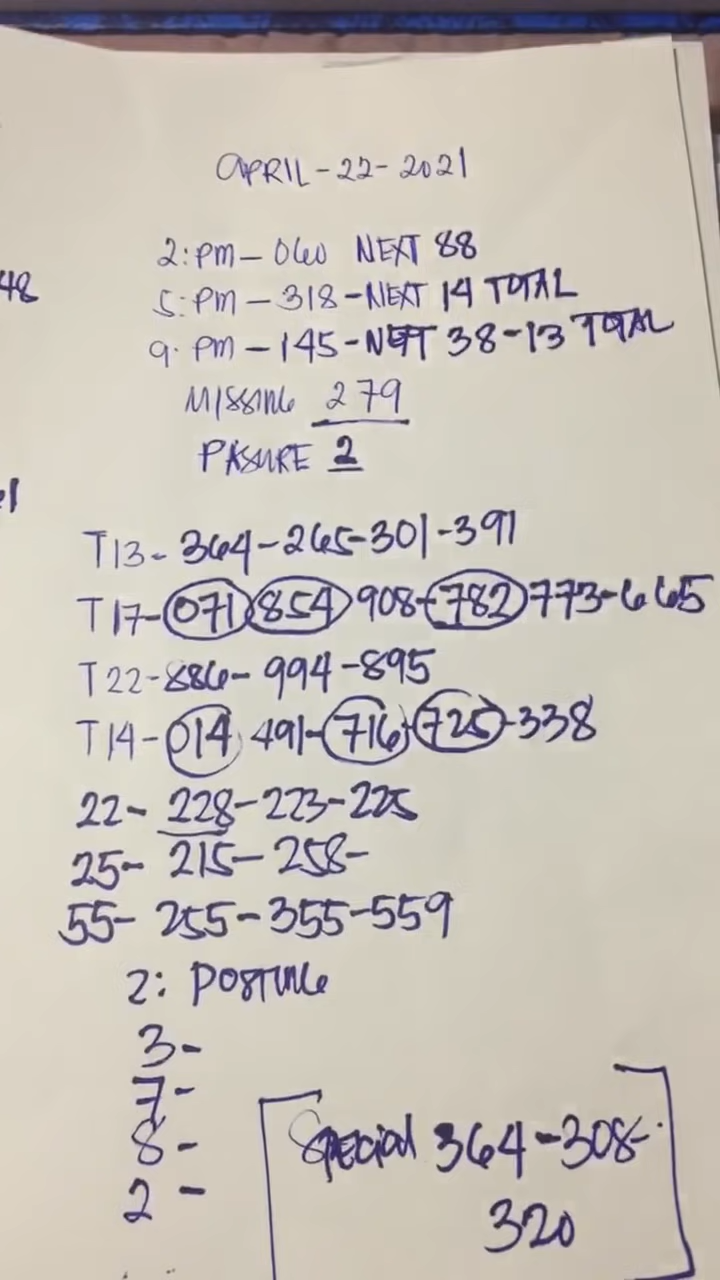 APRIL-22-2021
2:PM- 060 NEXT 88
48
5:PM-318-NEXT 14 TOTAL
9.PM-145-NEXT 38-13 TOTAL
MISSING 279
PASURE 2
T13-364-265-301-391
T17-071 854 908-782 773-665
T22-886-994-895
T14-014 491-716-725-338
22-228-223-225
25-215-258-
55-255-355-559
2: POSTING
3-
7-
8-
2-
SPECIAL 364-308-
320